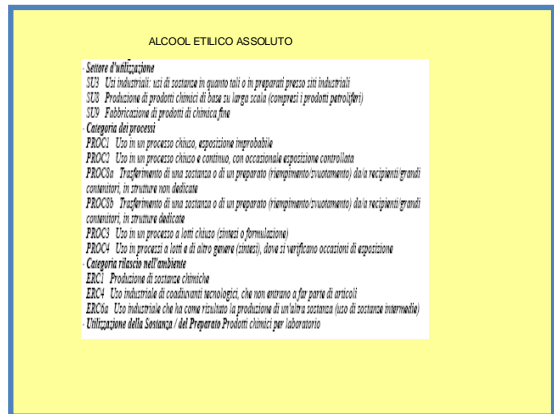 ALCOOL ETILICO ASSOLUTO
· Settore d'utilizzazione
SU3 Usi industriali: usi di sostanze in quanto tali o in preparati presso siti industriali
SU8 Produzione di prodotti chimici di base su larga scala (compresi i prodotti petroliferi)
SU9 Fabbricazione di prodotti di chimica fine
· Categoria dei processi
PROC1 Uso in un processo chiuso, esposizione improbabile
PROC2 Uso in un processo chiuso e continuo, con occasionale esposizione controllata
PROC8a Trasferimento di una sostanza o di un preparato (riempimento/svuotamento) da/a recipienti/grandi
contenitori, in strutture non dedicate
PROC8b Trasferimento di una sostanza o di un preparato (riempimento/svuotamento) da/a recipienti/grandi
contenitori, in strutture dedicate
PROC3 Uso in un processo a lotti chiuso (sintesi o formulazione)
PROC4 Uso in processi a lotti e di altro genere (sintesi), dove si verificano occasioni di esposizione
· Categoria rilascio nell'ambiente
ERC1 Produzione di sostanze chimiche
ERC4 Uso industriale di coadiuvanti tecnologici, che non entrano a far parte di articoli
ERC6a Uso industriale che ha come risultato la produzione di un'altra sostanza (uso di sostanze intermedie)
· Utilizzazione della Sostanza / del Preparato Prodotti chimici per laboratorio